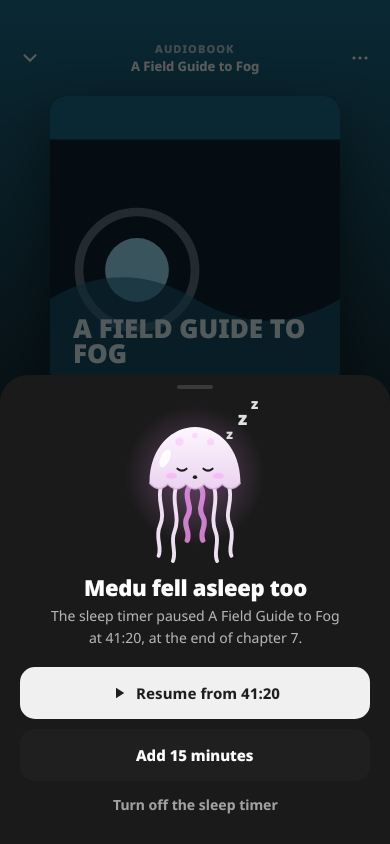 AUDIOBOOK
A Field Guide to Fog
A FIELD GUIDE TO
FOG
z
z
z
Medu fell asleep too
The sleep timer paused A Field Guide to Fog
at 41:20, at the end of chapter 7.
Resume from 41:20
Add 15 minutes
Turn off the sleep timer